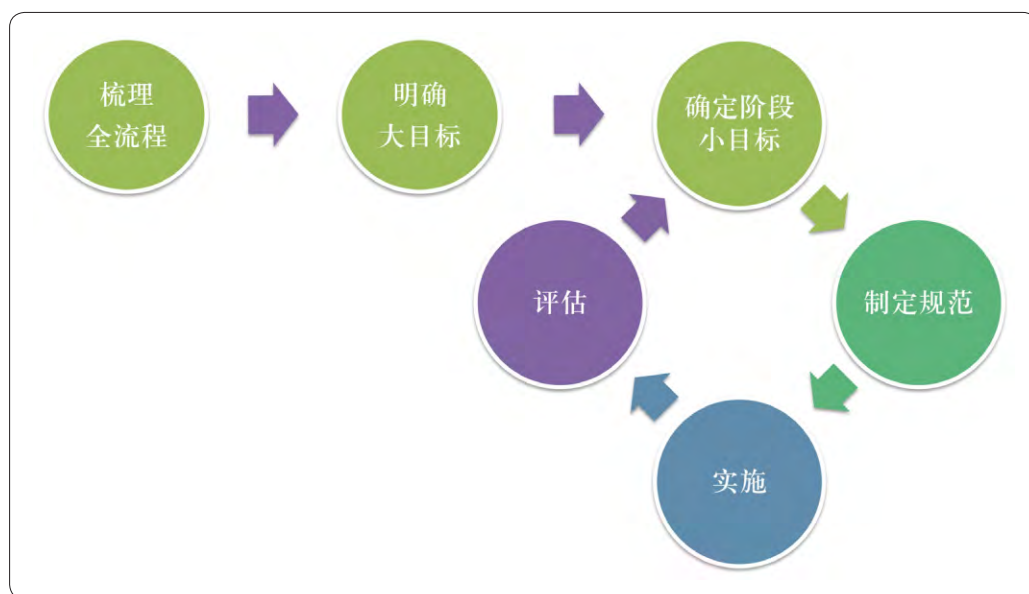 梳理
全流程
明确
大目标
确定阶段
小目标
制定规范
实施
评估